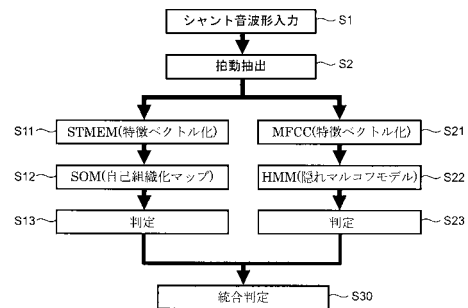 シャント音波形入力 S1
拍動抽出 S2
S11 STMEM(特徴ベクトル化) MFCC(特徴ベクトル化) S21
S12 SOM(自己組織化マップ) HMM(隠れマルコフモデル) S22
S13 判定 判定 S23
統合判定 S30